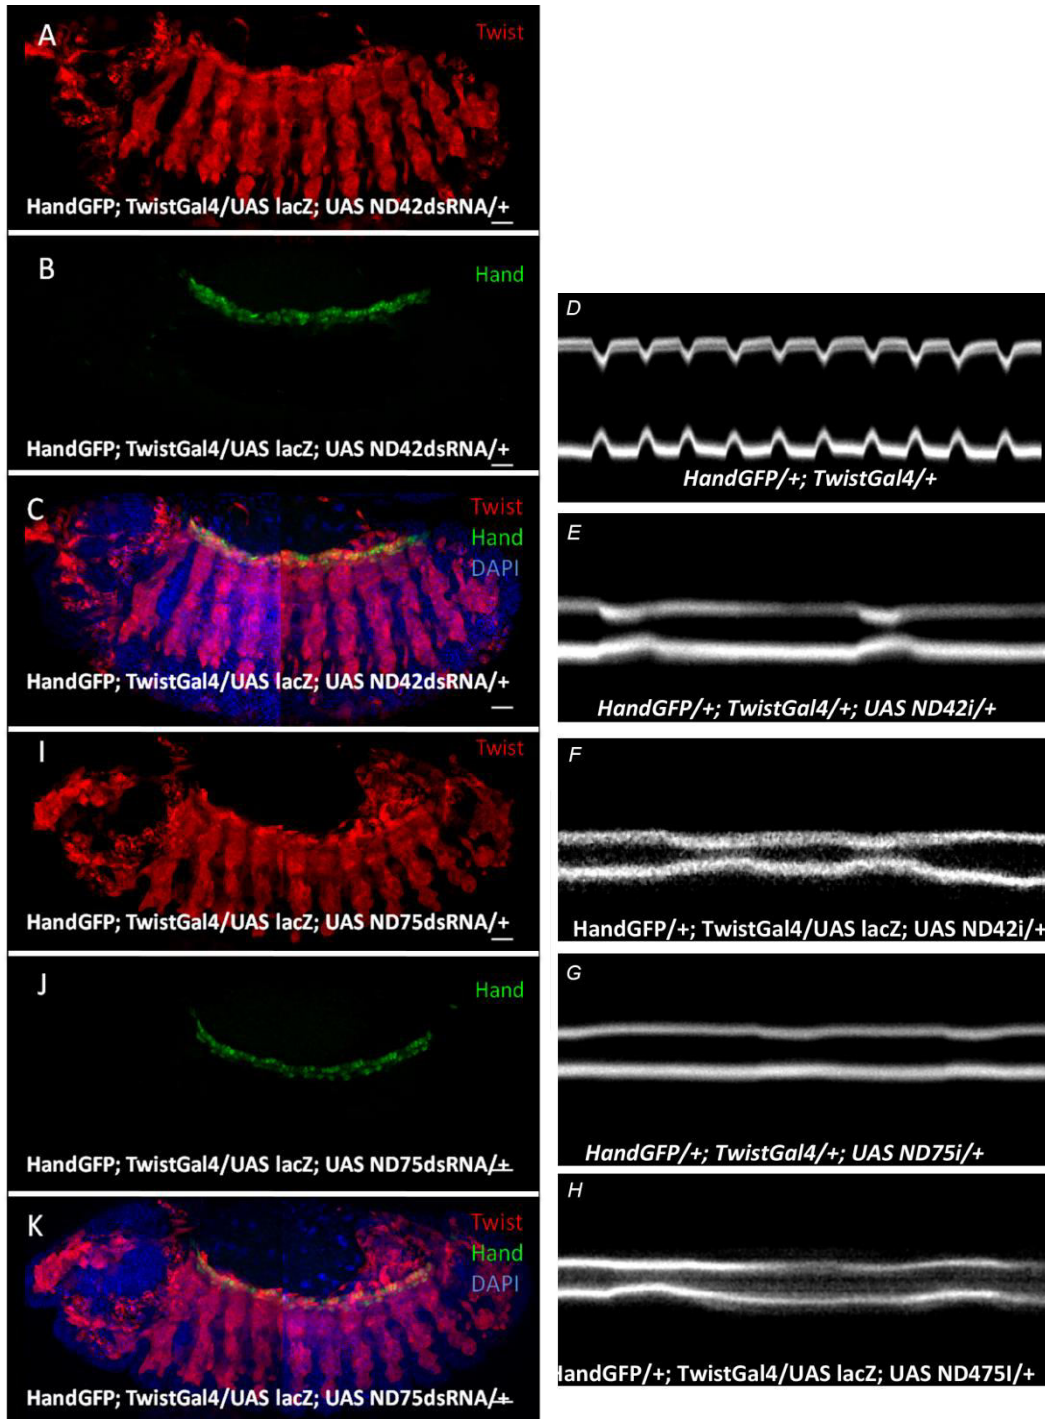 A
Twist
HandGFP; TwistGal4/UAS lacZ; UAS ND42dsRNA/+
B
Hand
HandGFP; TwistGal4/UAS lacZ; UAS ND42dsRNA/+
C
Twist
Hand
DAPI
HandGFP; TwistGal4/UAS lacZ; UAS ND42dsRNA/+
I
Twist
HandGFP; TwistGal4/UAS lacZ; UAS ND75dsRNA/+
J
Hand
HandGFP; TwistGal4/UAS lacZ; UAS ND75dsRNA/+
K
Twist
Hand
DAPI
HandGFP; TwistGal4/UAS lacZ; UAS ND75dsRNA/+
D
HandGFP/+; TwistGal4/+
E
HandGFP/+; TwistGal4/+; UAS ND42i/+
F
HandGFP/+; TwistGal4/UAS lacZ; UAS ND42i/+
G
HandGFP/+; TwistGal4/+; UAS ND75i/+
H
HandGFP/+; TwistGal4/UAS lacZ; UAS ND475I/+